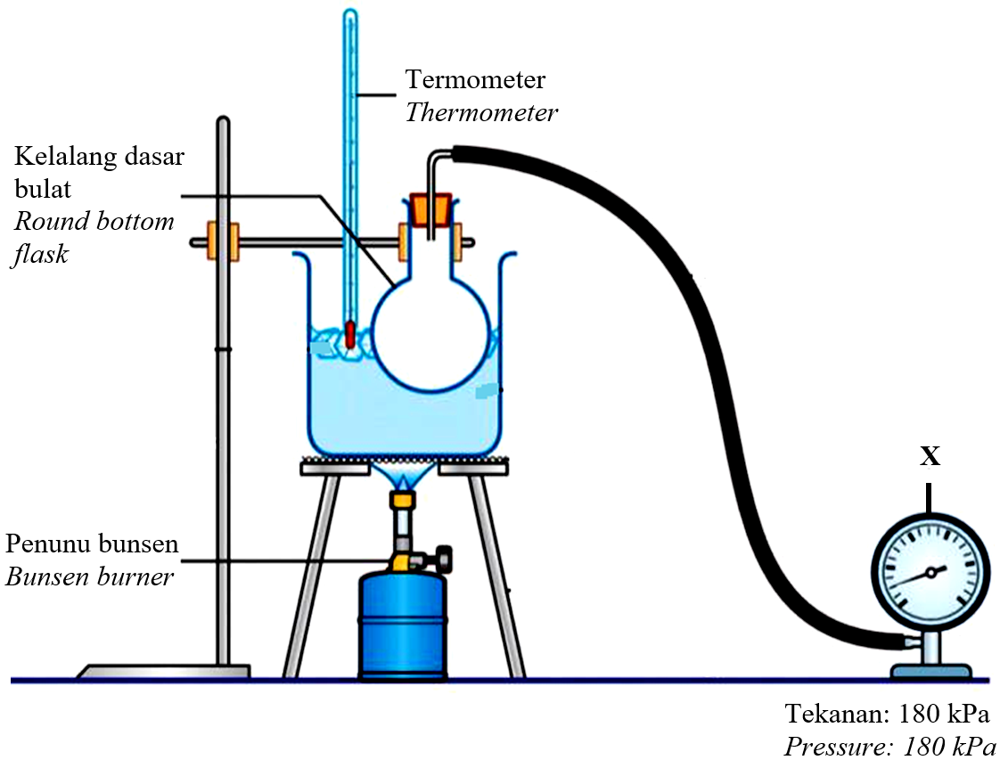 Termometer
Thermometer
Kelalang dasar
bulat
Round bottom
flask
X
Penunu bunsen
Bunsen burner
Tekanan: 180 kPa
Pressure: 180 kPa